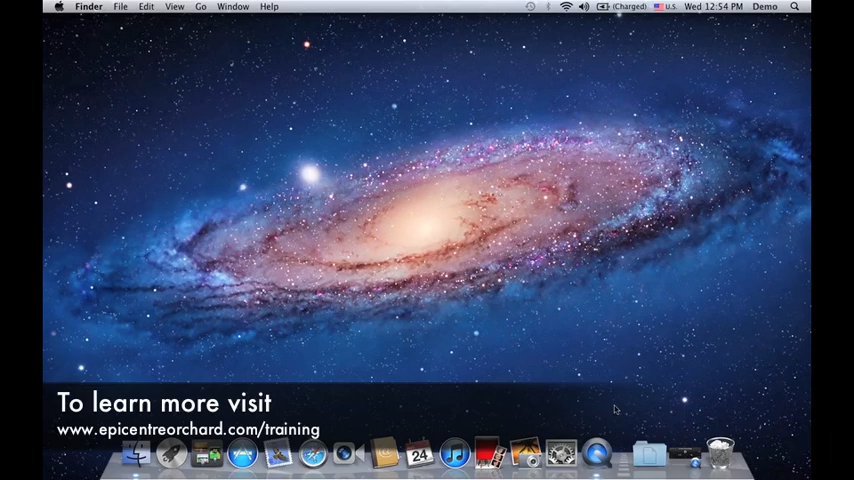 Finder File Edit View Go Window Help (Charged) U.S. Wed 12:54 PM Demo
To learn more visit
www.epicentreorchard.com/training
24